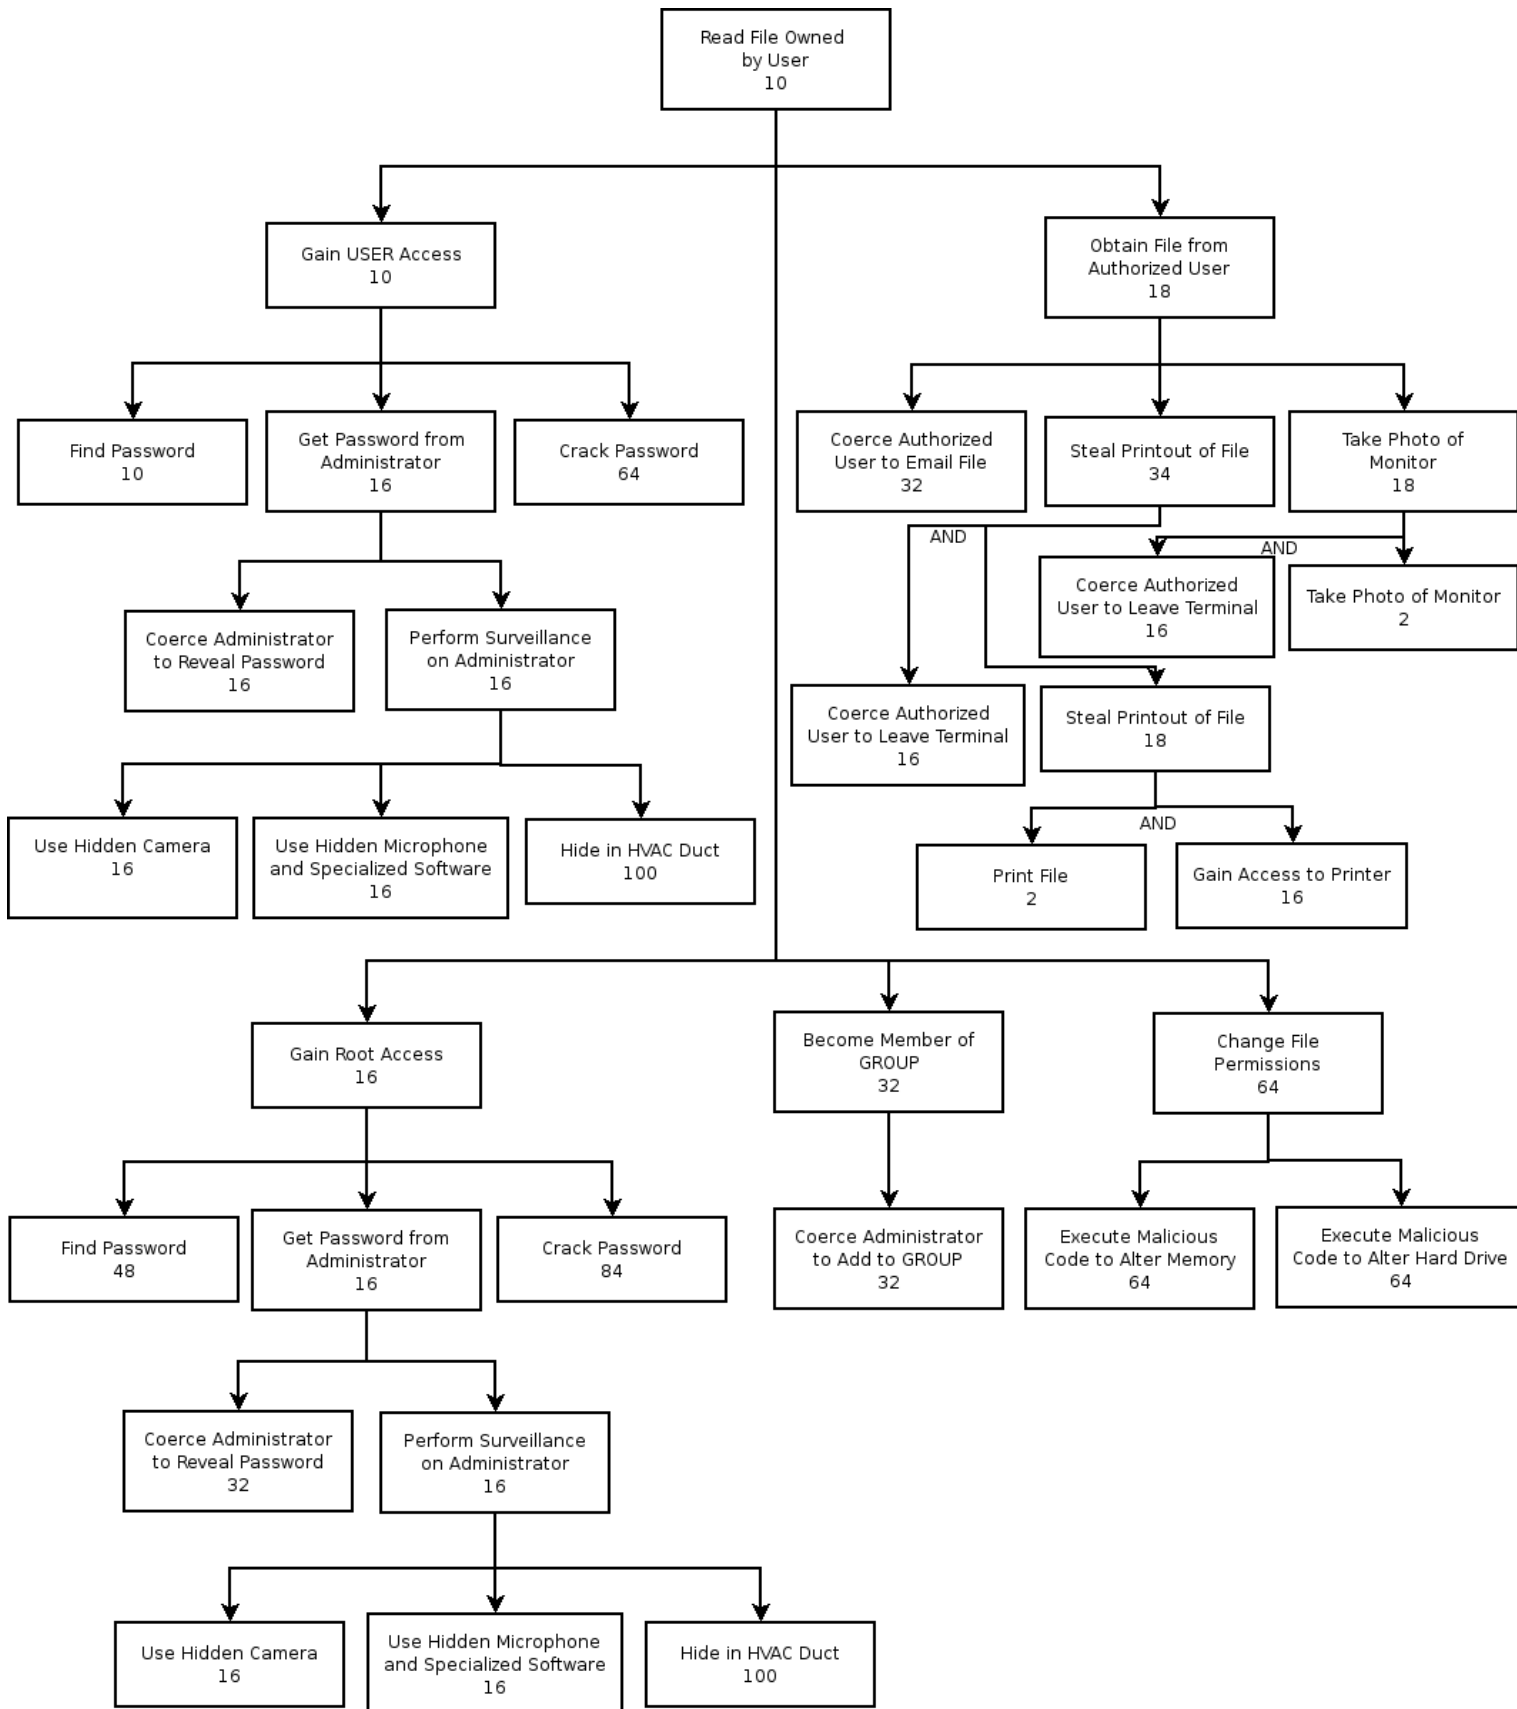 Read File Owned
by User
10
Gain USER Access
10
Obtain File from
Authorized User
18
Find Password
10
Get Password from
Administrator
16
Crack Password
64
Coerce Authorized
User to Email File
32
Steal Printout of File
34
Take Photo of
Monitor
18
AND
AND
Coerce Authorized
User to Leave Terminal
16
Take Photo of Monitor
2
Coerce Administrator
to Reveal Password
16
Perform Surveillance
on Administrator
16
Coerce Authorized
User to Leave Terminal
16
Steal Printout of File
18
AND
Use Hidden Camera
16
Use Hidden Microphone
and Specialized Software
16
Hide in HVAC Duct
100
Print File
2
Gain Access to Printer
16
Gain Root Access
16
Become Member of
GROUP
32
Change File
Permissions
64
Find Password
48
Get Password from
Administrator
16
Crack Password
84
Coerce Administrator
to Add to GROUP
32
Execute Malicious
Code to Alter Memory
64
Execute Malicious
Code to Alter Hard Drive
64
Coerce Administrator
to Reveal Password
32
Perform Surveillance
on Administrator
16
Use Hidden Camera
16
Use Hidden Microphone
and Specialized Software
16
Hide in HVAC Duct
100